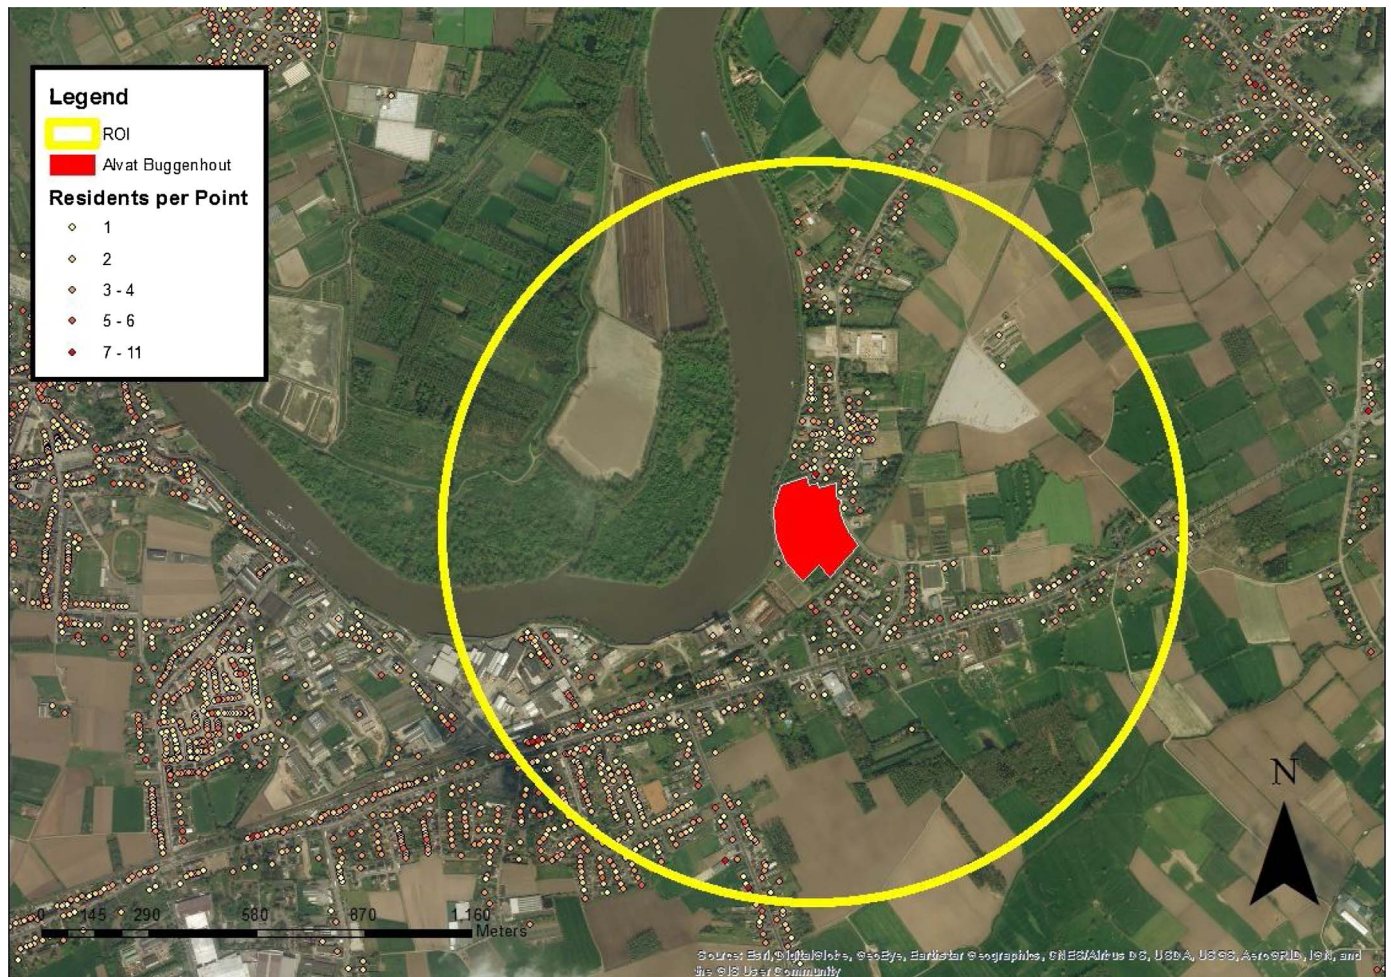 Legend
ROI
Alvat Buggenhout
Residents per Point
1
2
3 - 4
5 - 6
7 - 11
N
0 145 290 580 870 1.160
Meters
Source: Esri, DigitalGlobe, GeoEye, Earthstar Geographics, CNES/Airbus DS, USDA, USGS, AeroGRID, IGN, and
the GIS User Community